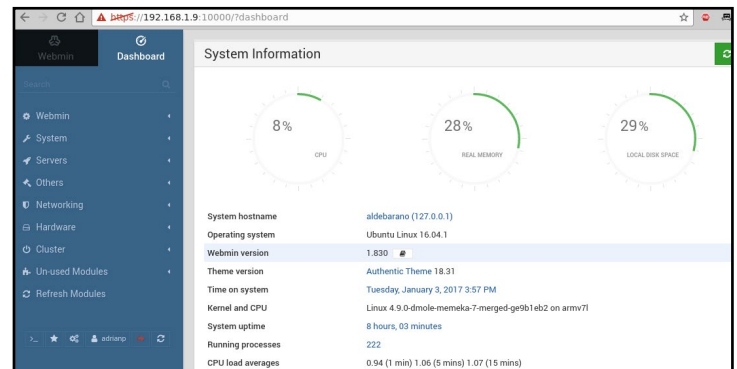 https://192.168.1.9:10000/?dashboard
Webmin
Dashboard
Search
Webmin
System
Servers
Others
Networking
Hardware
Cluster
Un-used Modules
Refresh Modules
adrianp
System Information
8%
CPU
28%
REAL MEMORY
29%
LOCAL DISK SPACE
System hostname aldebarano (127.0.0.1)
Operating system Ubuntu Linux 16.04.1
Webmin version 1.830
Theme version Authentic Theme 18.31
Time on system Tuesday, January 3, 2017 3:57 PM
Kernel and CPU Linux 4.9.0-dmole-memeka-7-merged-ge9b1eb2 on armv7l
System uptime 8 hours, 03 minutes
Running processes 222
CPU load averages 0.94 (1 min) 1.06 (5 mins) 1.07 (15 mins)